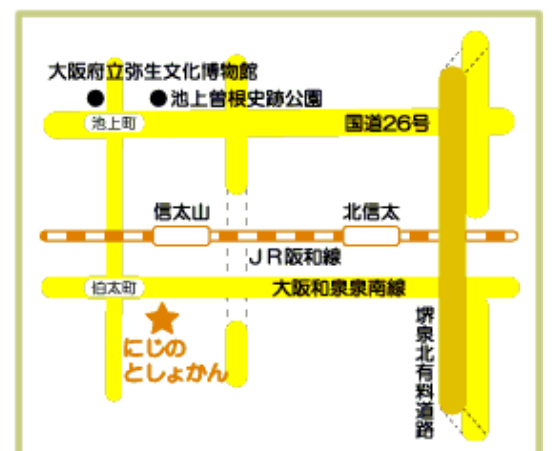 大阪府立弥生文化博物館
池上曽根史跡公園
池上町
国道26号
信太山
北信太
JR阪和線
伯太町
大阪和泉泉南線
にじの
としょかん
堺泉北有料道路